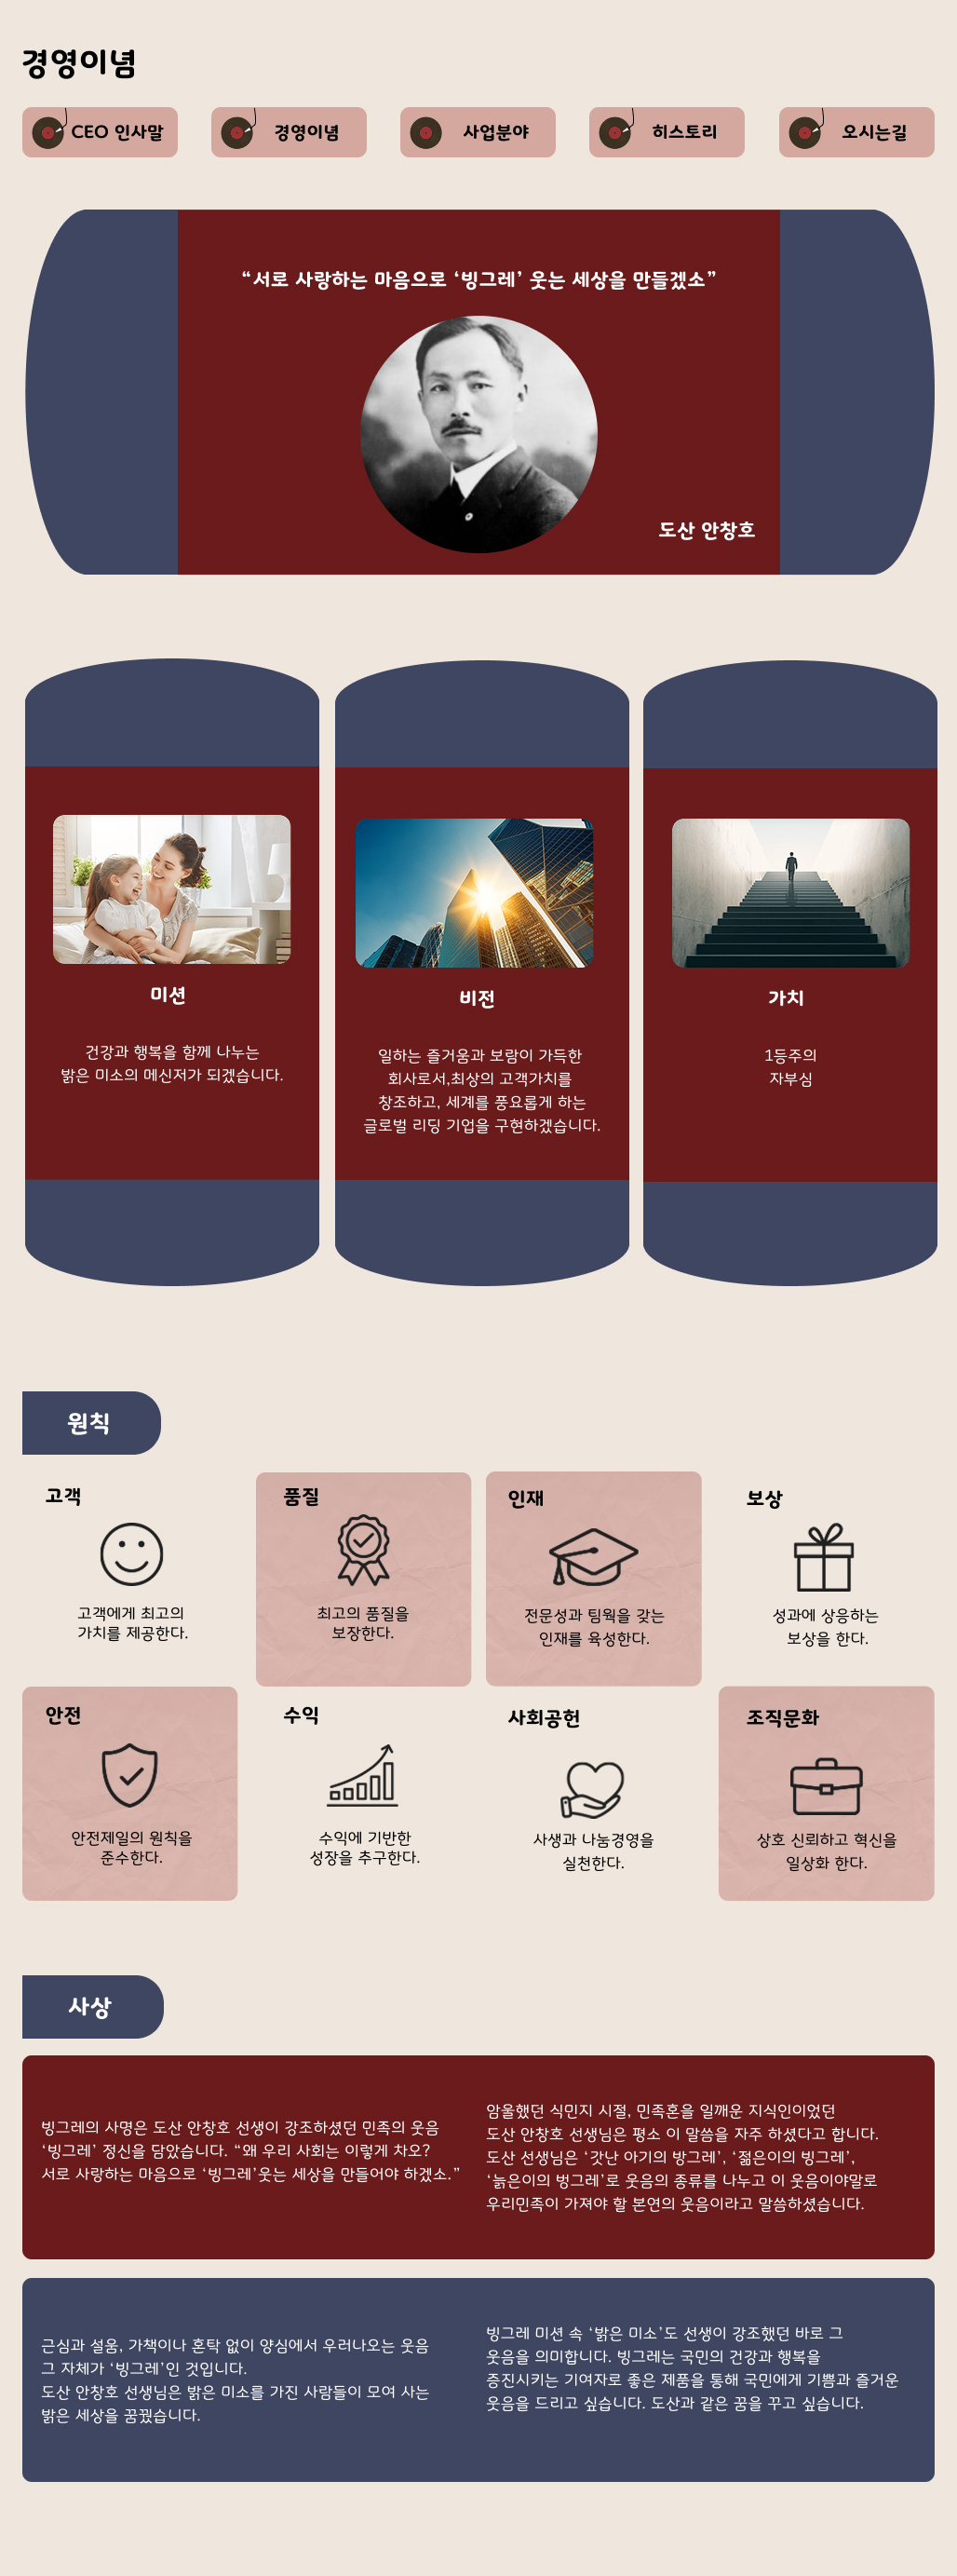 경영이념
CEO 인사말
경영이념
사업분야
히스토리
오시는길
“서로 사랑하는 마음으로 ‘빙그레’ 웃는 세상을 만들겠소”
도산 안창호
미션
건강과 행복을 함께 나누는
밝은 미소의 메신저가 되겠습니다.
비전
일하는 즐거움과 보람이 가득한
회사로서,최상의 고객가치를
창조하고, 세계를 풍요롭게 하는
글로벌 리딩 기업을 구현하겠습니다.
가치
1등주의
자부심
원칙
고객
고객에게 최고의
가치를 제공한다.
품질
최고의 품질을
보장한다.
인재
전문성과 팀웍을 갖는
인재를 육성한다.
보상
성과에 상응하는
보상을 한다.
안전
안전제일의 원칙을
준수한다.
수익
수익에 기반한
성장을 추구한다.
사회공헌
사생과 나눔경영을
실천한다.
조직문화
상호 신뢰하고 혁신을
일상화 한다.
사상
빙그레의 사명은 도산 안창호 선생이 강조하셨던 민족의 웃음
‘빙그레’ 정신을 담았습니다. “왜 우리 사회는 이렇게 차오?
서로 사랑하는 마음으로 ‘빙그레’웃는 세상을 만들어야 하겠소.”
암울했던 식민지 시절, 민족혼을 일깨운 지식인이었던
도산 안창호 선생님은 평소 이 말씀을 자주 하셨다고 합니다.
도산 선생님은 ‘갓난 아기의 방그레’, ‘젊은이의 빙그레’,
‘늙은이의 벙그레’로 웃음의 종류를 나누고 이 웃음이야말로
우리민족이 가져야 할 본연의 웃음이라고 말씀하셨습니다.
근심과 설움, 가책이나 혼탁 없이 양심에서 우러나오는 웃음
그 자체가 ‘빙그레’인 것입니다.
도산 안창호 선생님은 밝은 미소를 가진 사람들이 모여 사는
밝은 세상을 꿈꿨습니다.
빙그레 미션 속 ‘밝은 미소’도 선생이 강조했던 바로 그
웃음을 의미합니다. 빙그레는 국민의 건강과 행복을
증진시키는 기여자로 좋은 제품을 통해 국민에게 기쁨과 즐거운
웃음을 드리고 싶습니다. 도산과 같은 꿈을 꾸고 싶습니다.